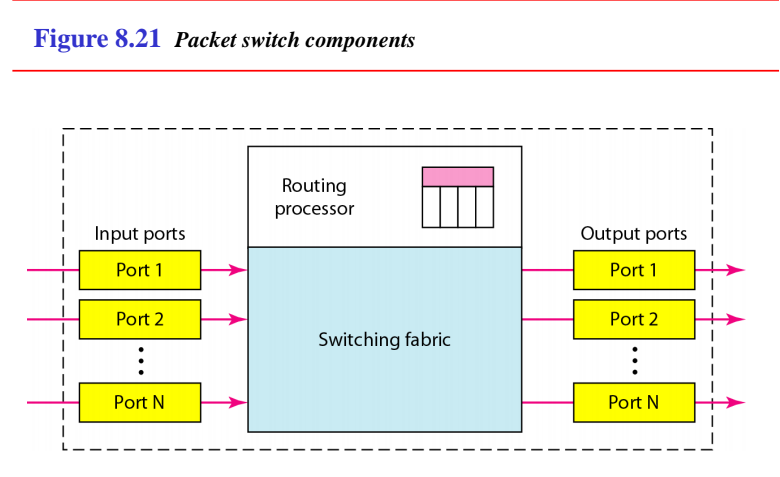 Figure 8.21 Packet switch components
Routing
processor
Input ports
Output ports
Port 1
Port 1
Port 2
Switching fabric
Port 2
Port N
Port N